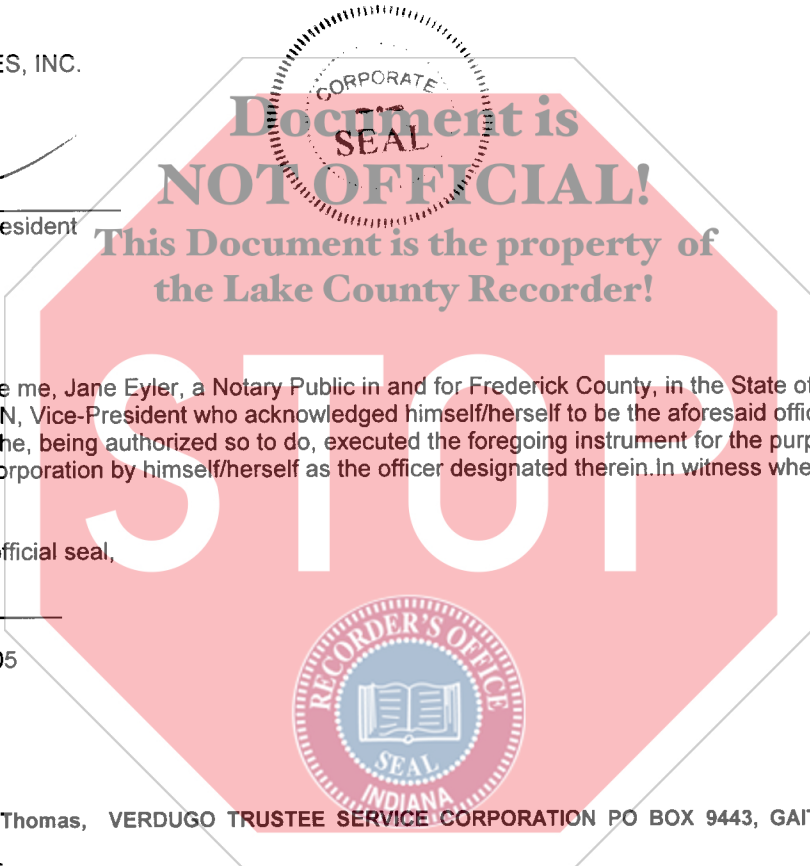 ES, INC.
CORPORATE
SEAL
Document is
NOT OFFICIAL!
This Document is the property of
the Lake County Recorder!
esident
STOP
e me, Jane Eyler, a Notary Public in and for Frederick County, in the State of
N, Vice-President who acknowledged himself/herself to be the aforesaid offic
he, being authorized so to do, executed the foregoing instrument for the purp
orporation by himself/herself as the officer designated therein.In witness whe
official seal,
05
RECORDER'S OFFICE
SEAL
INDIANA
Thomas, VERDUGO TRUSTEE SERVICE CORPORATION PO BOX 9443, GAIT